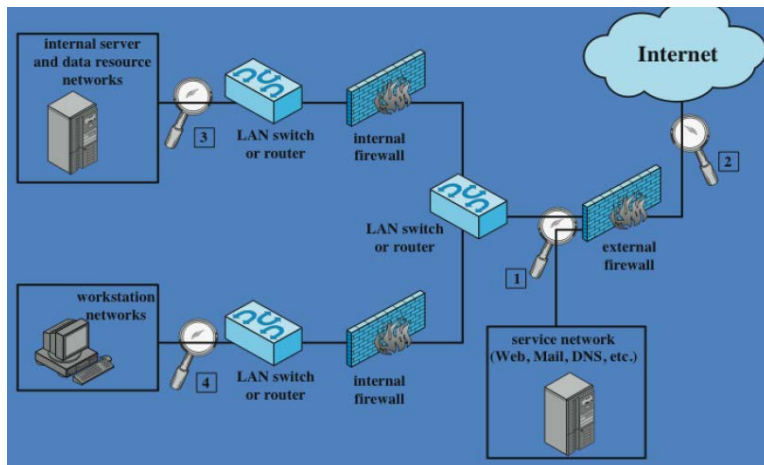 internal server
and data resource
networks
Internet
3
LAN switch
or router
internal
firewall
2
LAN switch
or router
1
external
firewall
workstation
networks
service network
(Web, Mail, DNS, etc.)
4
LAN switch
or router
internal
firewall